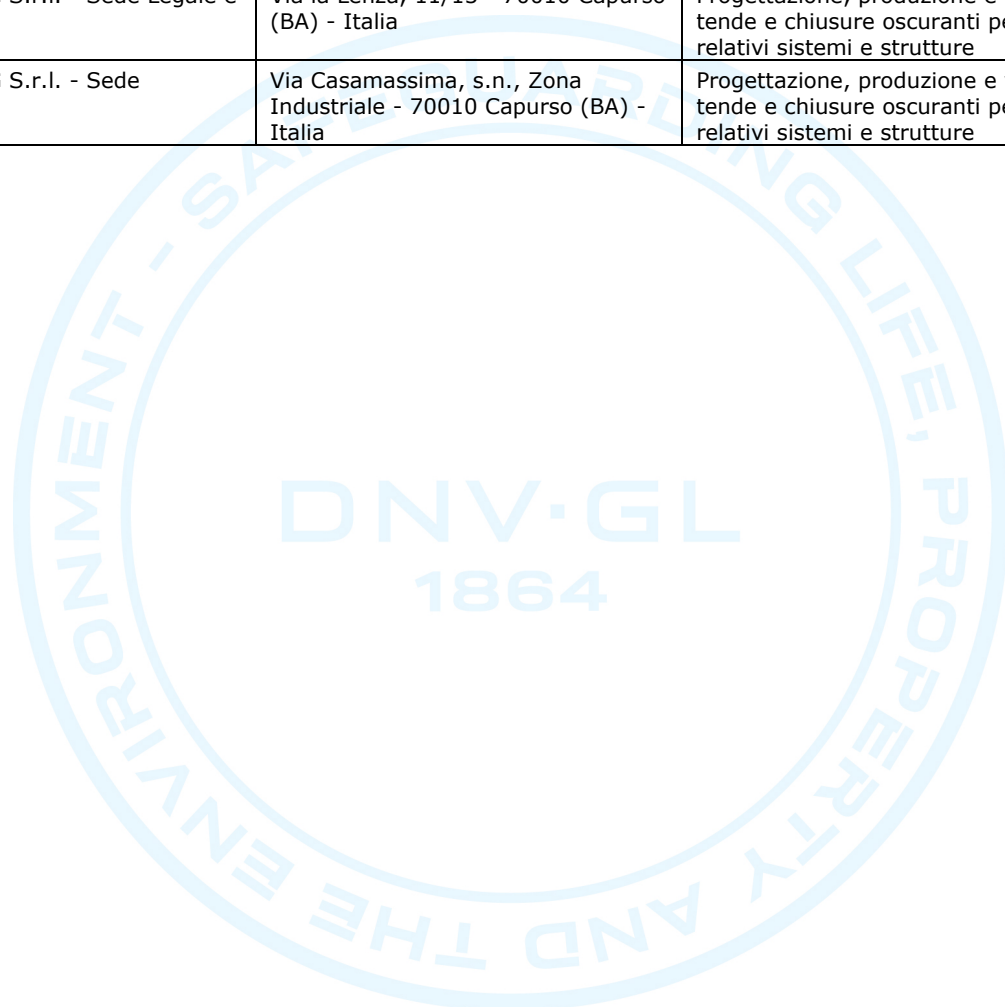 S.r.l. - Sede Legale e
Via la Lenza, 11/15 - 70010 Capurso
(BA) - Italia
Progettazione, produzione e
tende e chiusure oscuranti
relativi sistemi e strutture
S.r.l. - Sede
Via Casamassima, s.n., Zona
Industriale - 70010 Capurso (BA) -
Italia
Progettazione, produzione e
tende e chiusure oscuranti
relativi sistemi e strutture
SAFEGUARDING LIFE, PROPERTY AND THE ENVIRONMENT -
DNV·GL
1864